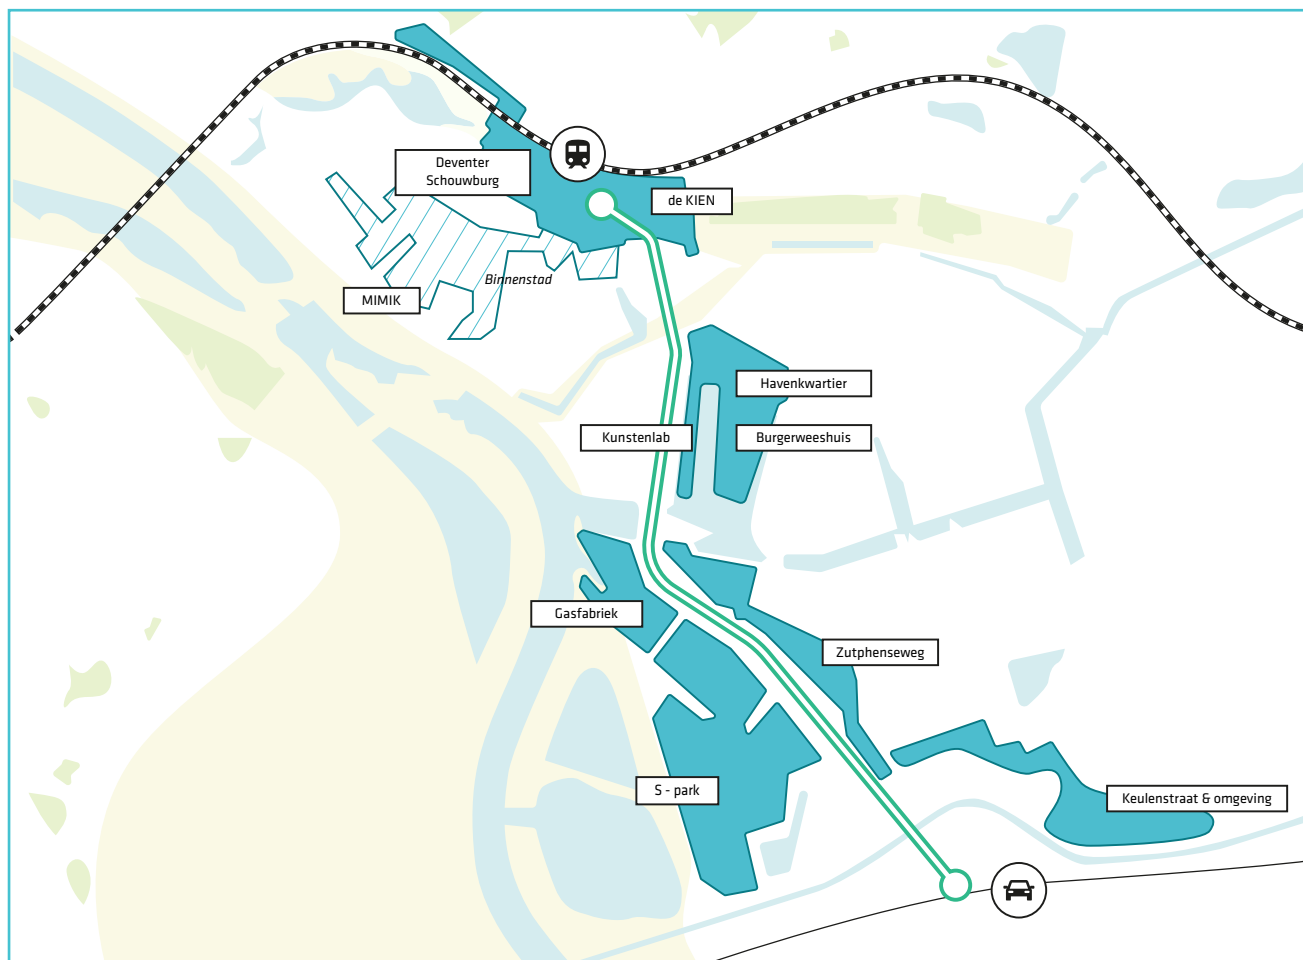 Deventer
Schouwburg
de KIEN
Binnenstad
MIMIK
Havenkwartier
Kunstenlab
Burgerweeshuis
Gasfabriek
Zutphenseweg
S - park
Keulenstraat & omgeving